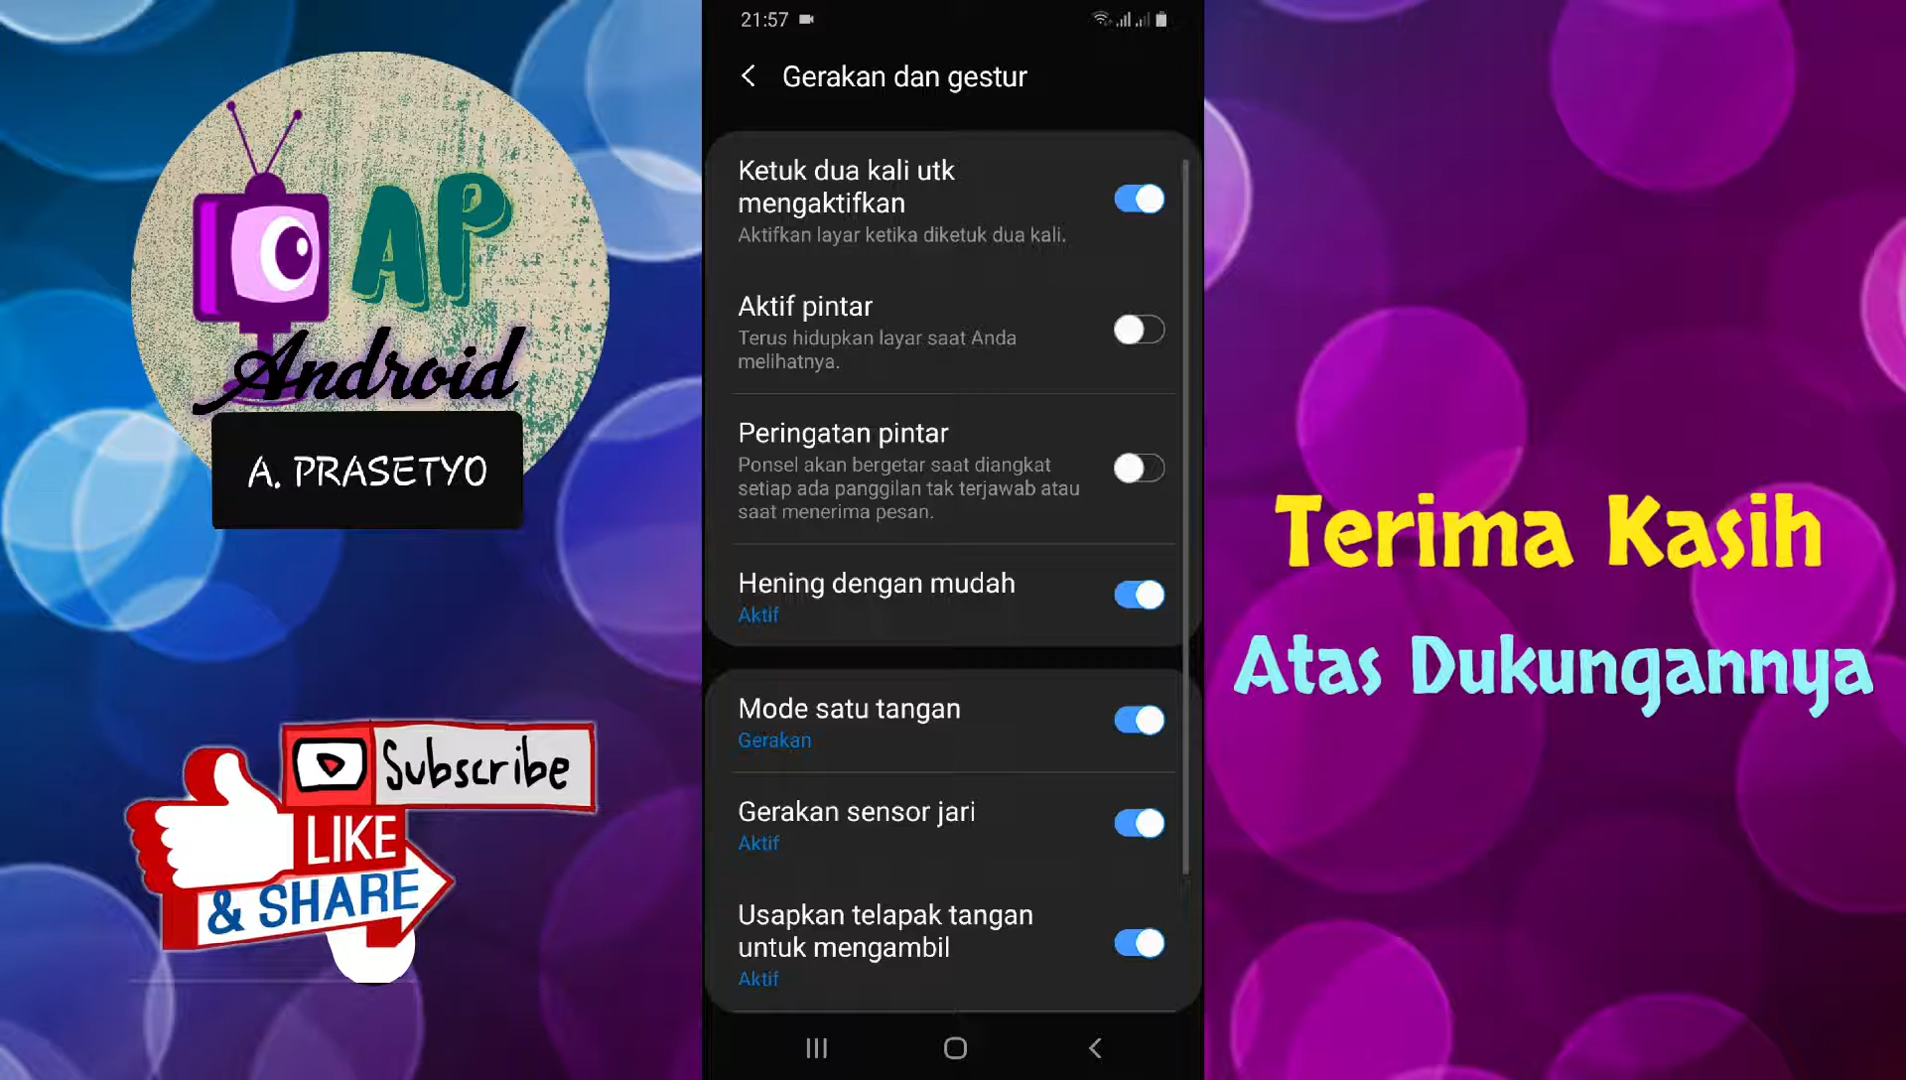 AP
Android
A. PRASETYO
Subscribe
LIKE
& SHARE
21:57
Gerakan dan gestur
Ketuk dua kali utk
mengaktifkan
Aktifkan layar ketika diketuk dua kali.
Aktif pintar
Terus hidupkan layar saat Anda
melihatnya.
Peringatan pintar
Ponsel akan bergetar saat diangkat
setiap ada panggilan tak terjawab atau
saat menerima pesan.
Hening dengan mudah
Aktif
Mode satu tangan
Gerakan
Gerakan sensor jari
Aktif
Usapkan telapak tangan
untuk mengambil
Aktif
Terima Kasih
Atas Dukungannya